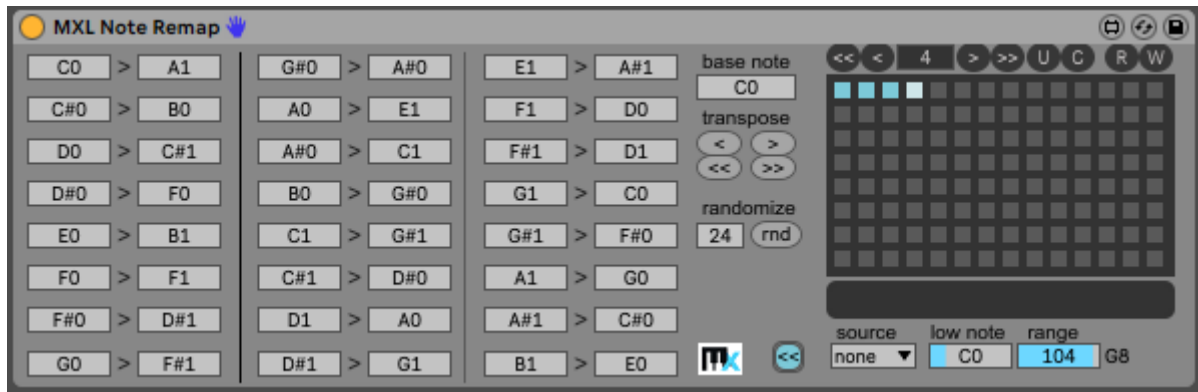 MXL Note Remap
C0 > A1 G#0 > A#0 E1 > A#1 base note << < 4 > >> U C R W
C#0 > B0 A0 > E1 F1 > D0 C0
D0 > C#1 A#0 > C1 F#1 > D1 transpose < >
D#0 > F0 B0 > G#0 G1 > C0 << >>
E0 > B1 C1 > G#1 G#1 > F#0 randomize 24 rnd
F0 > F1 C#1 > D#0 A1 > G0
F#0 > D#1 D1 > A0 A#1 > C#0 source low note range
G0 > F#1 D#1 > G1 B1 > E0 mx << none C0 104 G8